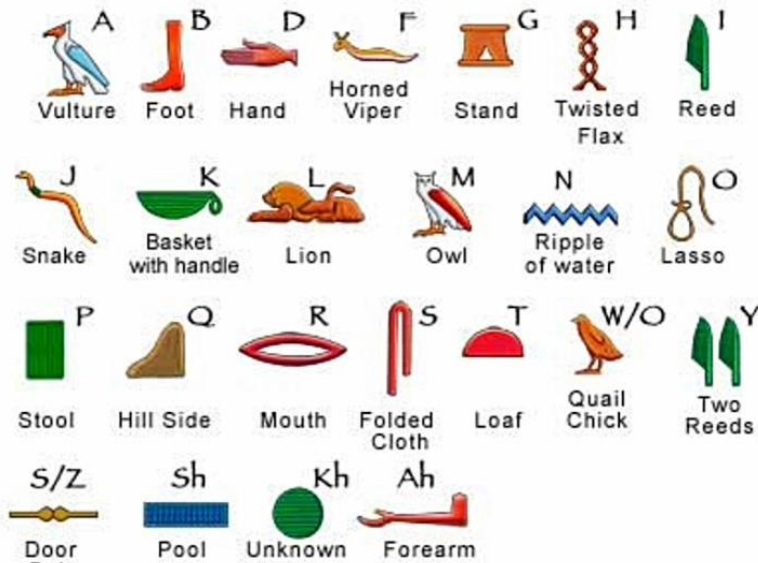 A B D F G H I
Vulture Foot Hand Horned Viper Stand Twisted Flax Reed
J K L M N O
Snake Basket with handle Lion Owl Ripple of water Lasso
P Q R S T W/O Y
Stool Hill Side Mouth Folded Cloth Loaf Quail Chick Two Reeds
S/Z Sh Kh Ah
Door Pool Unknown Forearm